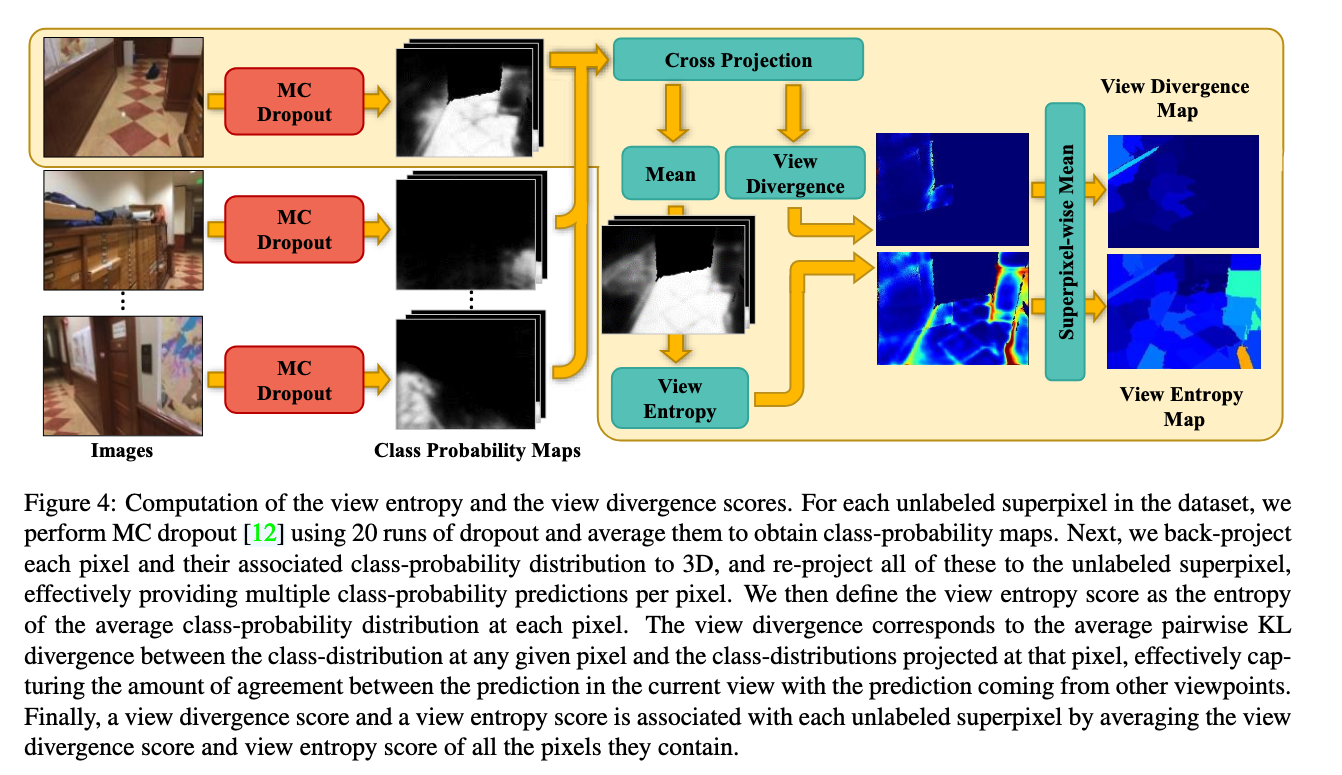 MC
Dropout
Cross Projection
View Divergence
Map
Mean
View
Divergence
Superpixel-wise Mean
MC
Dropout
MC
Dropout
View
Entropy
View Entropy
Map
Images
Class Probability Maps
Figure 4: Computation of the view entropy and the view divergence scores. For each unlabeled superpixel in the dataset, we
perform MC dropout [12] using 20 runs of dropout and average them to obtain class-probability maps. Next, we back-project
each pixel and their associated class-probability distribution to 3D, and re-project all of these to the unlabeled superpixel,
effectively providing multiple class-probability predictions per pixel. We then define the view entropy score as the entropy
of the average class-probability distribution at each pixel. The view divergence corresponds to the average pairwise KL
divergence between the class-distribution at any given pixel and the class-distributions projected at that pixel, effectively cap-
turing the amount of agreement between the prediction in the current view with the prediction coming from other viewpoints.
Finally, a view divergence score and a view entropy score is associated with each unlabeled superpixel by averaging the view
divergence score and view entropy score of all the pixels they contain.